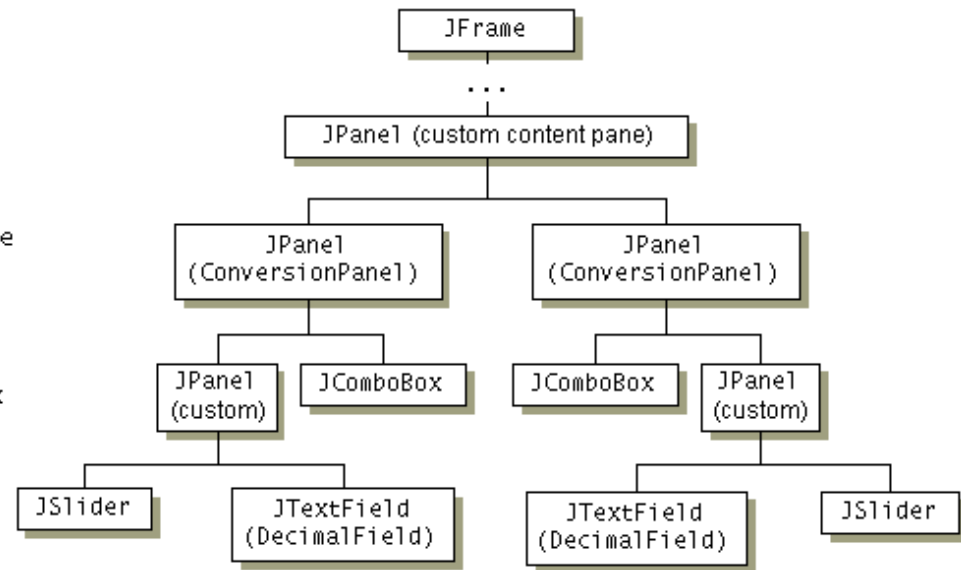 JFrame
...
JPanel (custom content pane)
e
JPanel
(ConversionPanel)
JPanel
(ConversionPanel)
JPanel
(custom)
JComboBox
JComboBox
JPanel
(custom)
x
JSlider
JTextField
(DecimalField)
JTextField
(DecimalField)
JSlider